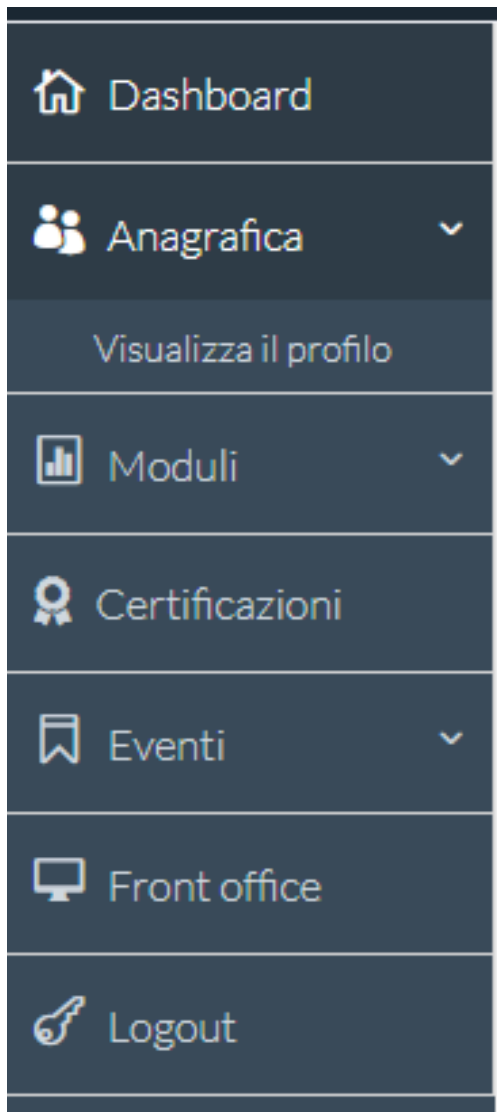 Dashboard
Anagrafica
Visualizza il profilo
Moduli
Certificazioni
Eventi
Front office
Logout